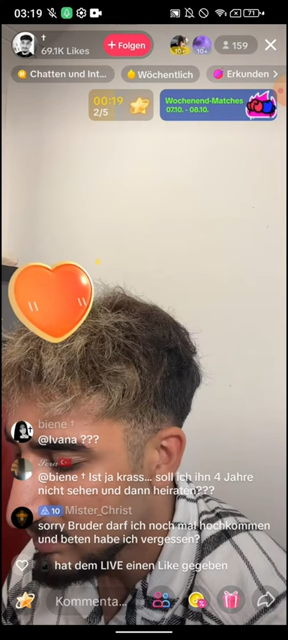 03:19
71
†
69.1K Likes
+ Folgen
10+
10+
159
Chatten und Int...
Wöchentlich
Erkunden
00:19
2/5
Wochenend-Matches
07.10. - 08.10.
biene †
@Ivana ???
@biene † Ist ja krass... soll ich ihn 4 Jahre
nicht sehen und dann heiraten???
10 Mister_Christ
sorry Bruder darf ich noch mal hochkommen
und beten habe ich vergessen?
hat dem LIVE einen Like gegeben
Kommenta...